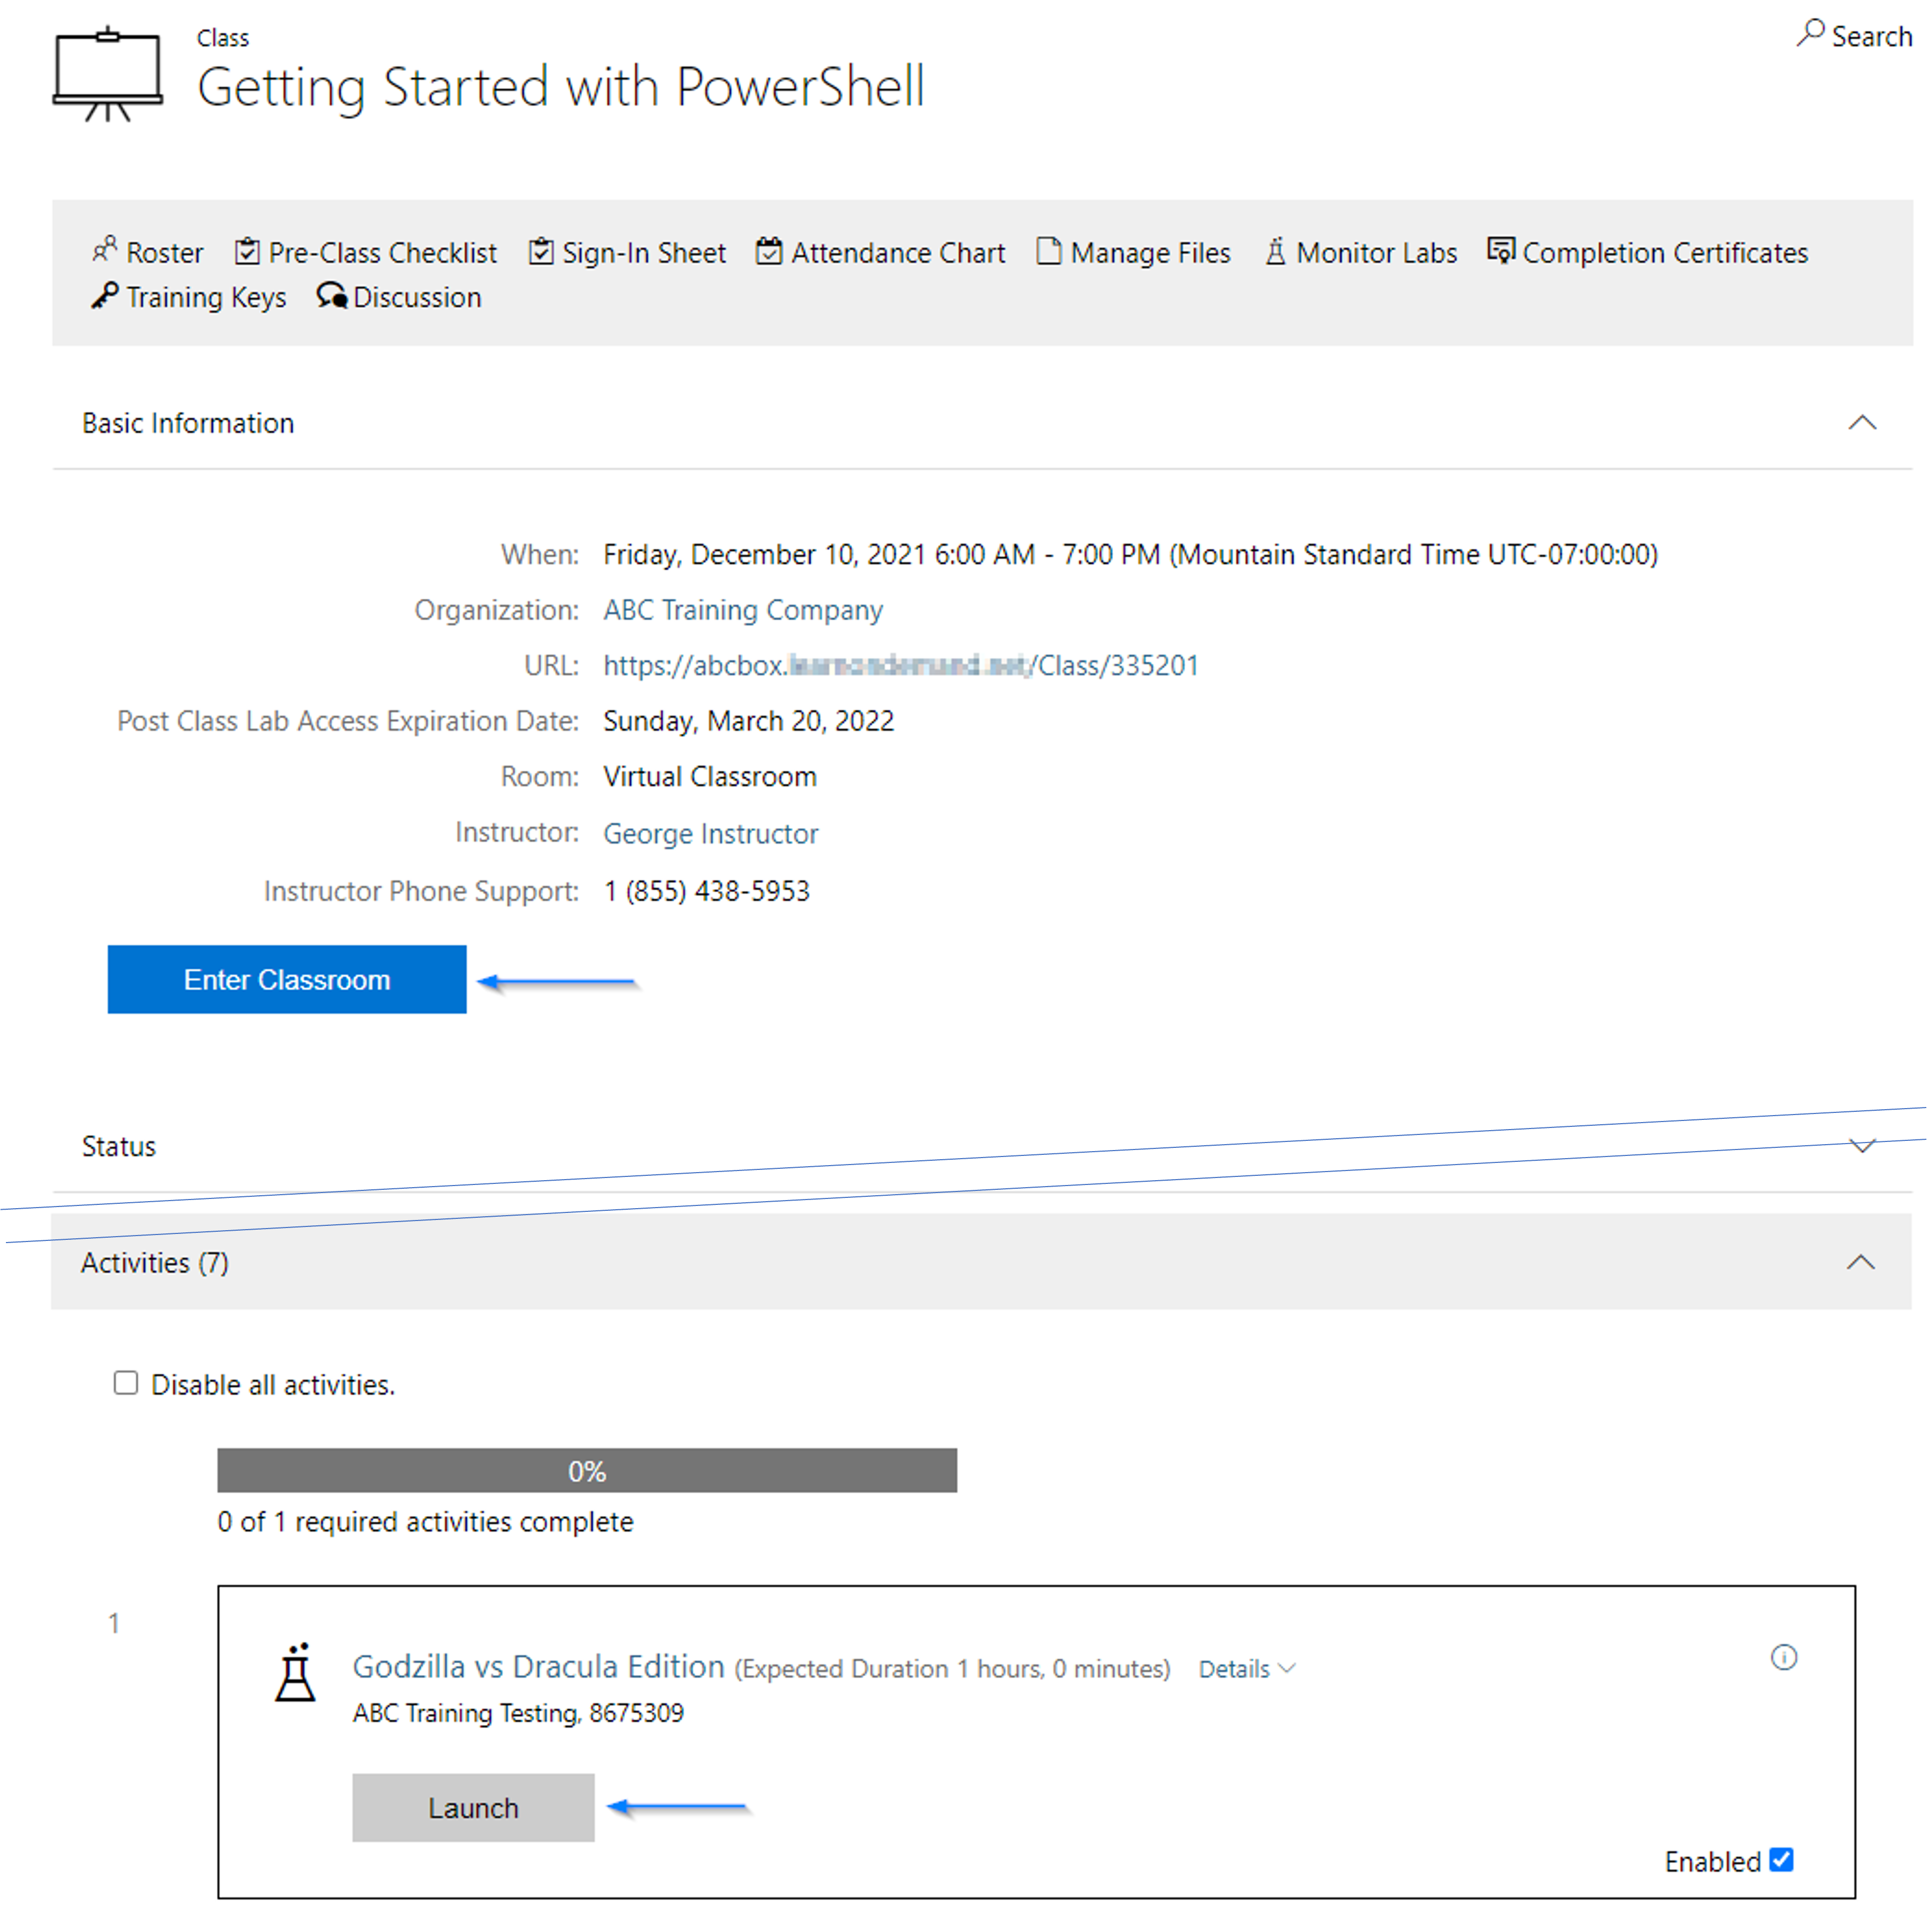 Class
Search
Getting Started with PowerShell
Roster Pre-Class Checklist Sign-In Sheet Attendance Chart Manage Files Monitor Labs Completion Certificates
Training Keys Discussion
Basic Information
When: Friday, December 10, 2021 6:00 AM - 7:00 PM (Mountain Standard Time UTC-07:00:00)
Organization: ABC Training Company
URL: https://abcbox. /Class/335201
Post Class Lab Access Expiration Date: Sunday, March 20, 2022
Room: Virtual Classroom
Instructor: George Instructor
Instructor Phone Support: 1 (855) 438-5953
Enter Classroom
Status
Activities (7)
Disable all activities.
0%
0 of 1 required activities complete
1
Godzilla vs Dracula Edition (Expected Duration 1 hours, 0 minutes) Details
ABC Training Testing, 8675309
Launch
Enabled